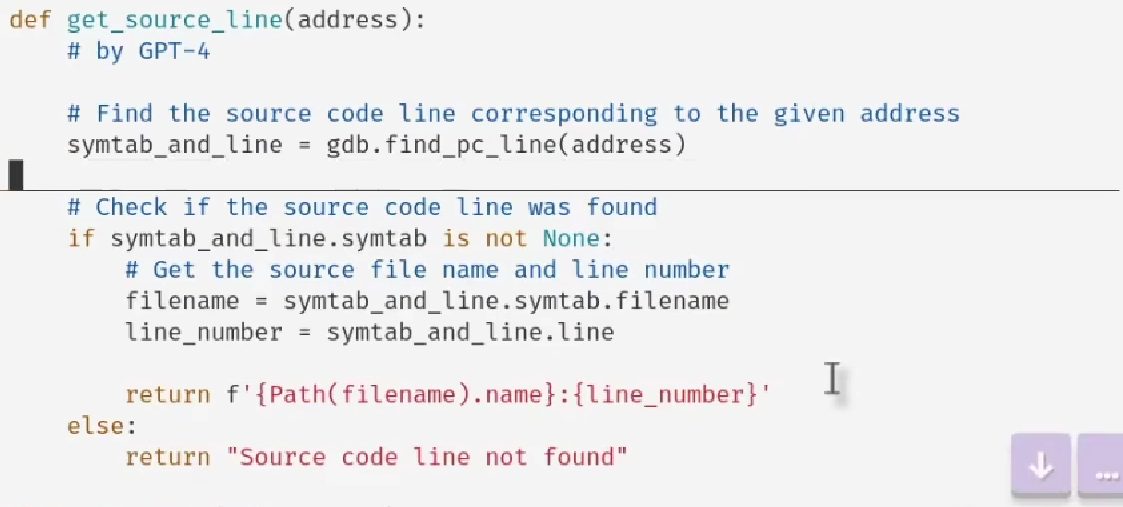 def get_source_line(address):
    # by GPT-4
    # Find the source code line corresponding to the given address
    symtab_and_line = gdb.find_pc_line(address)
    # Check if the source code line was found
    if symtab_and_line.symtab is not None:
        # Get the source file name and line number
        filename = symtab_and_line.symtab.filename
        line_number = symtab_and_line.line
        return f'{Path(filename).name}:{line_number}'
    else:
        return "Source code line not found"
...